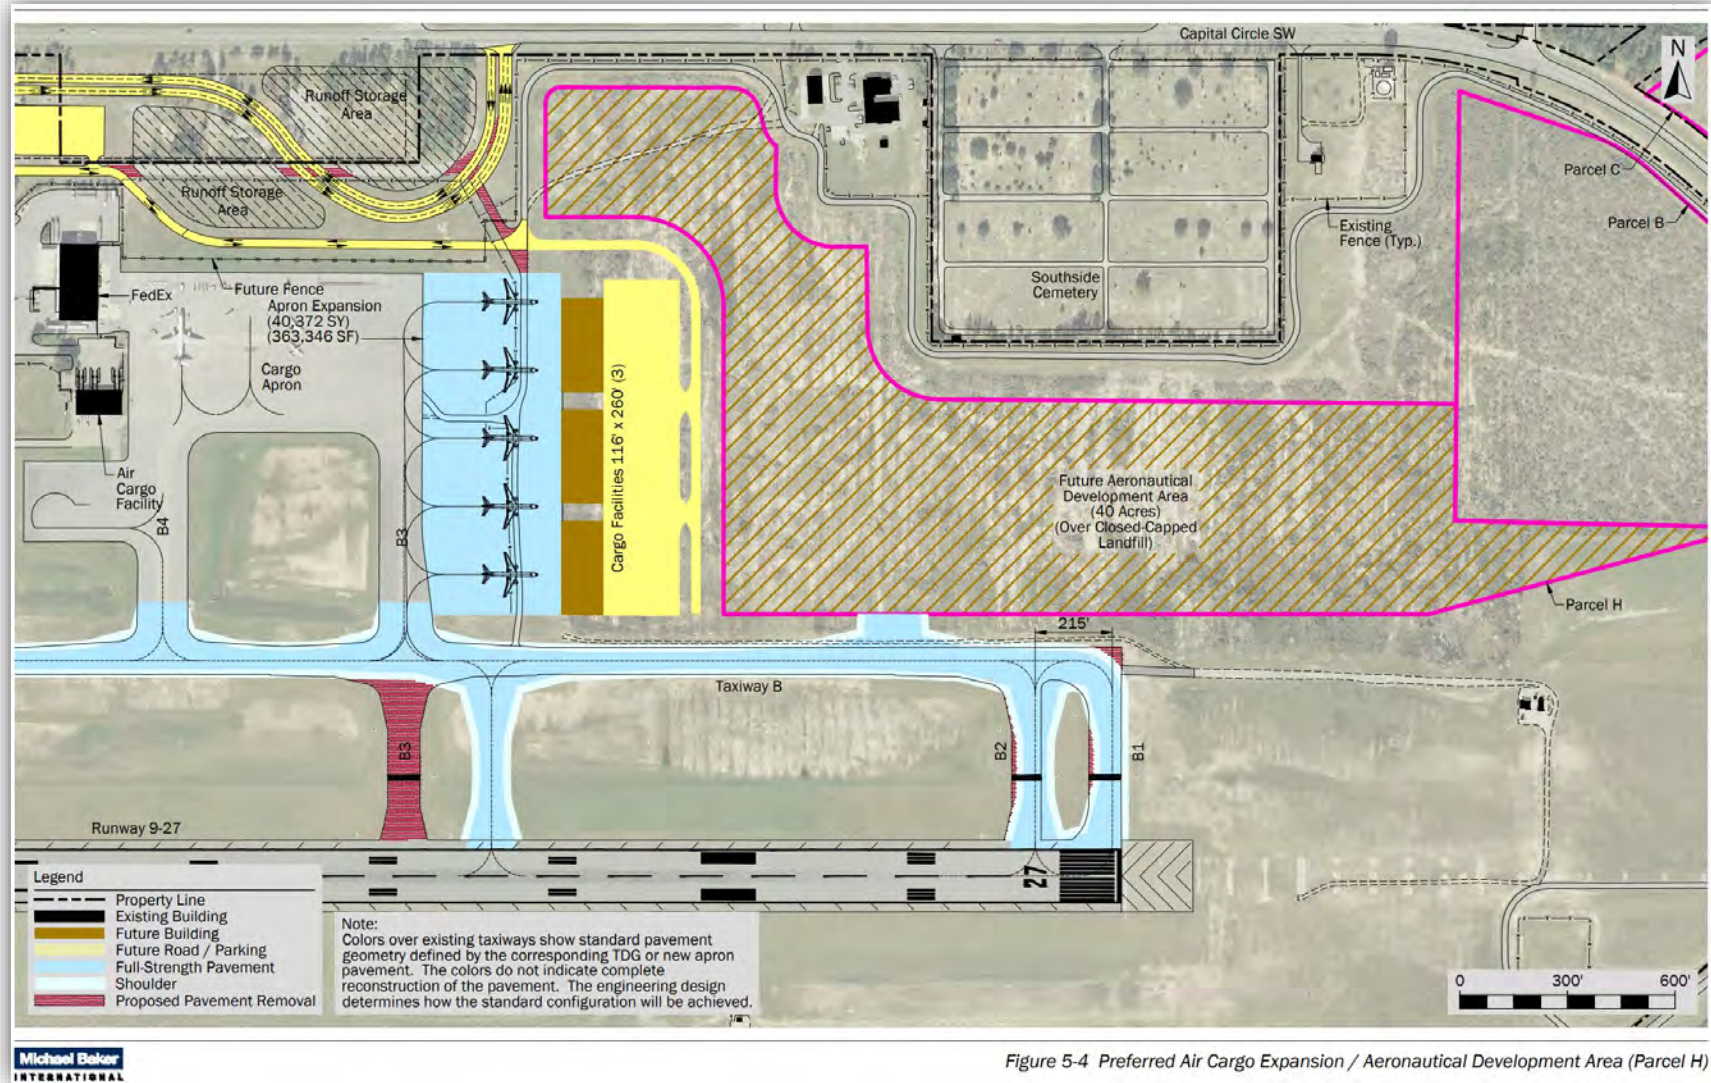 Capital Circle SW
N
Runoff Storage
Area
Runoff Storage
Area
Parcel C
Parcel B
Existing
Fence (Typ.)
Southside
Cemetery
FedEx
Future Fence
Apron Expansion
(40,372 SY)
(363,346 SF)
Cargo
Apron
Cargo Facilities 116' x 260' (3)
Air
Cargo
Facility
B4
B3
Future Aeronautical
Development Area
(40 Acres)
(Over Closed-Capped
Landfill)
Parcel H
215'
Taxiway B
B3
B2
B1
Runway 9-27
27
Legend
Property Line
Existing Building
Future Building
Future Road / Parking
Full-Strength Pavement
Shoulder
Proposed Pavement Removal
Note:
Colors over existing taxiways show standard pavement
geometry defined by the corresponding TDG or new apron
pavement. The colors do not indicate complete
reconstruction of the pavement. The engineering design
determines how the standard configuration will be achieved.
0 300' 600'
Michael Baker
INTERNATIONAL
Figure 5-4 Preferred Air Cargo Expansion / Aeronautical Development Area (Parcel H)